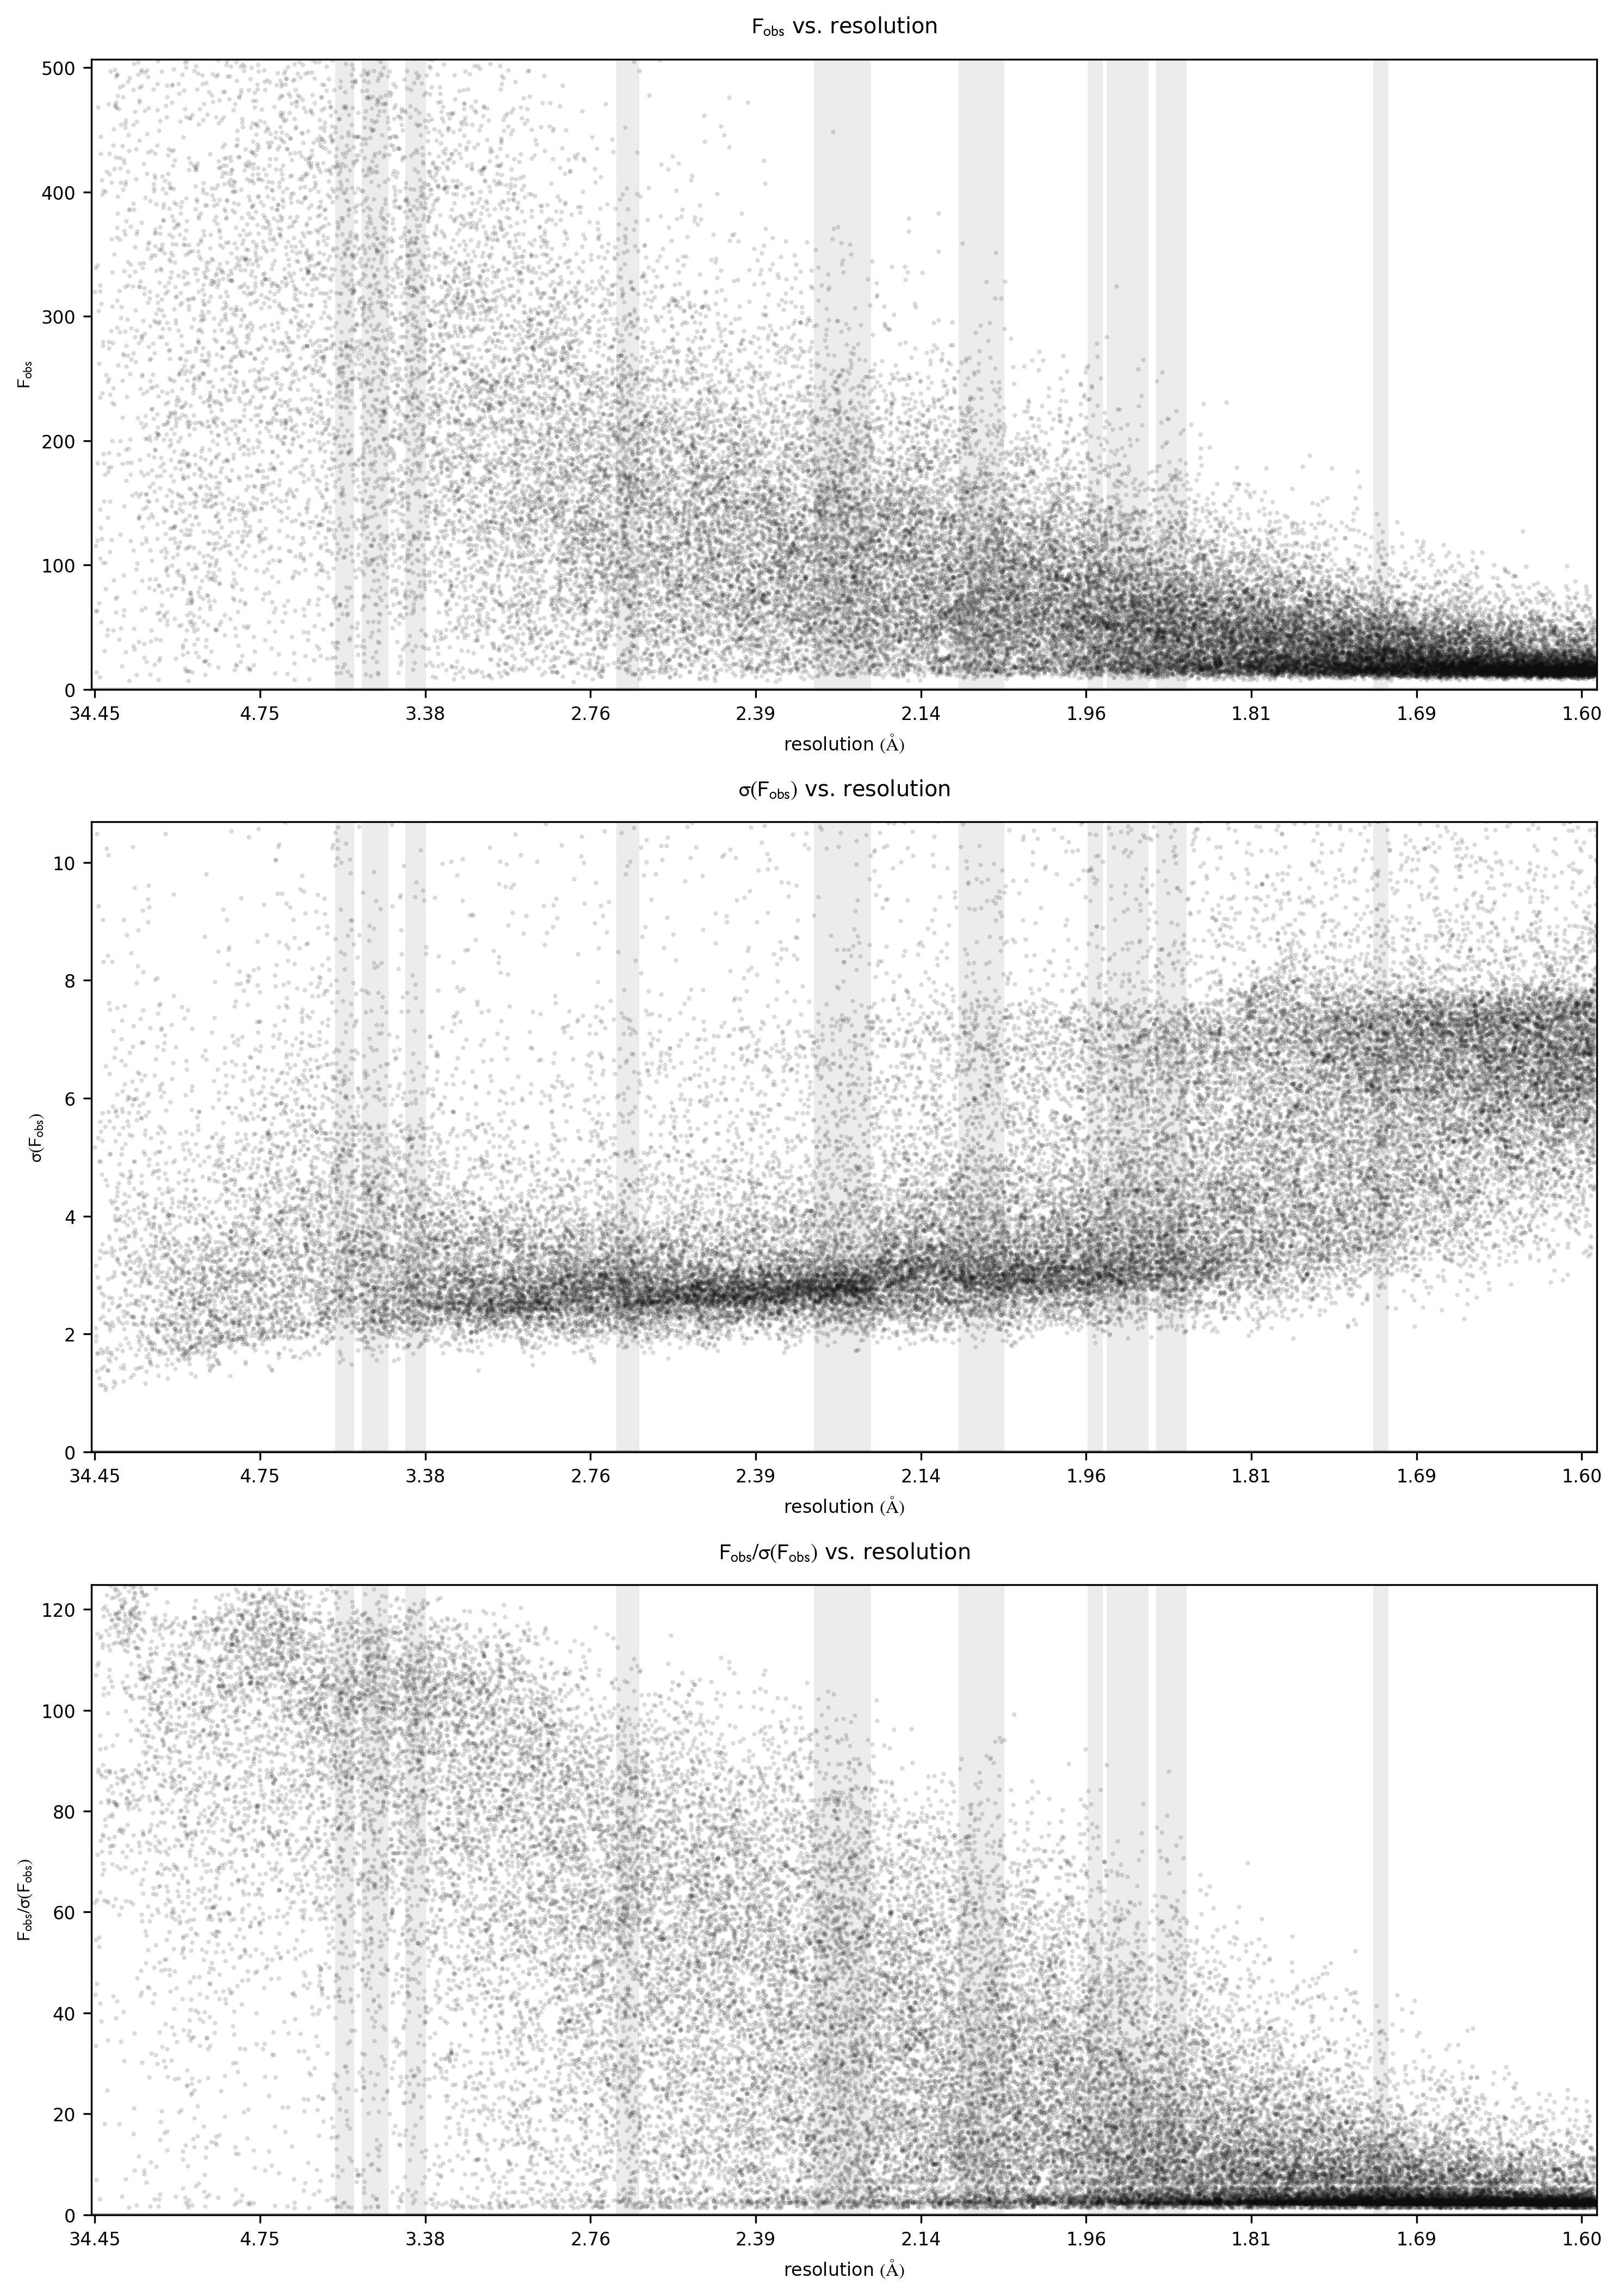 Fobs vs. resolution
500
400
300
200
100
0
Fobs
34.45 4.75 3.38 2.76 2.39 2.14 1.96 1.81 1.69 1.60
resolution (Å)
σ(Fobs) vs. resolution
10
8
6
4
2
0
σ(Fobs)
34.45 4.75 3.38 2.76 2.39 2.14 1.96 1.81 1.69 1.60
resolution (Å)
Fobs/σ(Fobs) vs. resolution
120
100
80
60
40
20
0
Fobs/σ(Fobs)
34.45 4.75 3.38 2.76 2.39 2.14 1.96 1.81 1.69 1.60
resolution (Å)